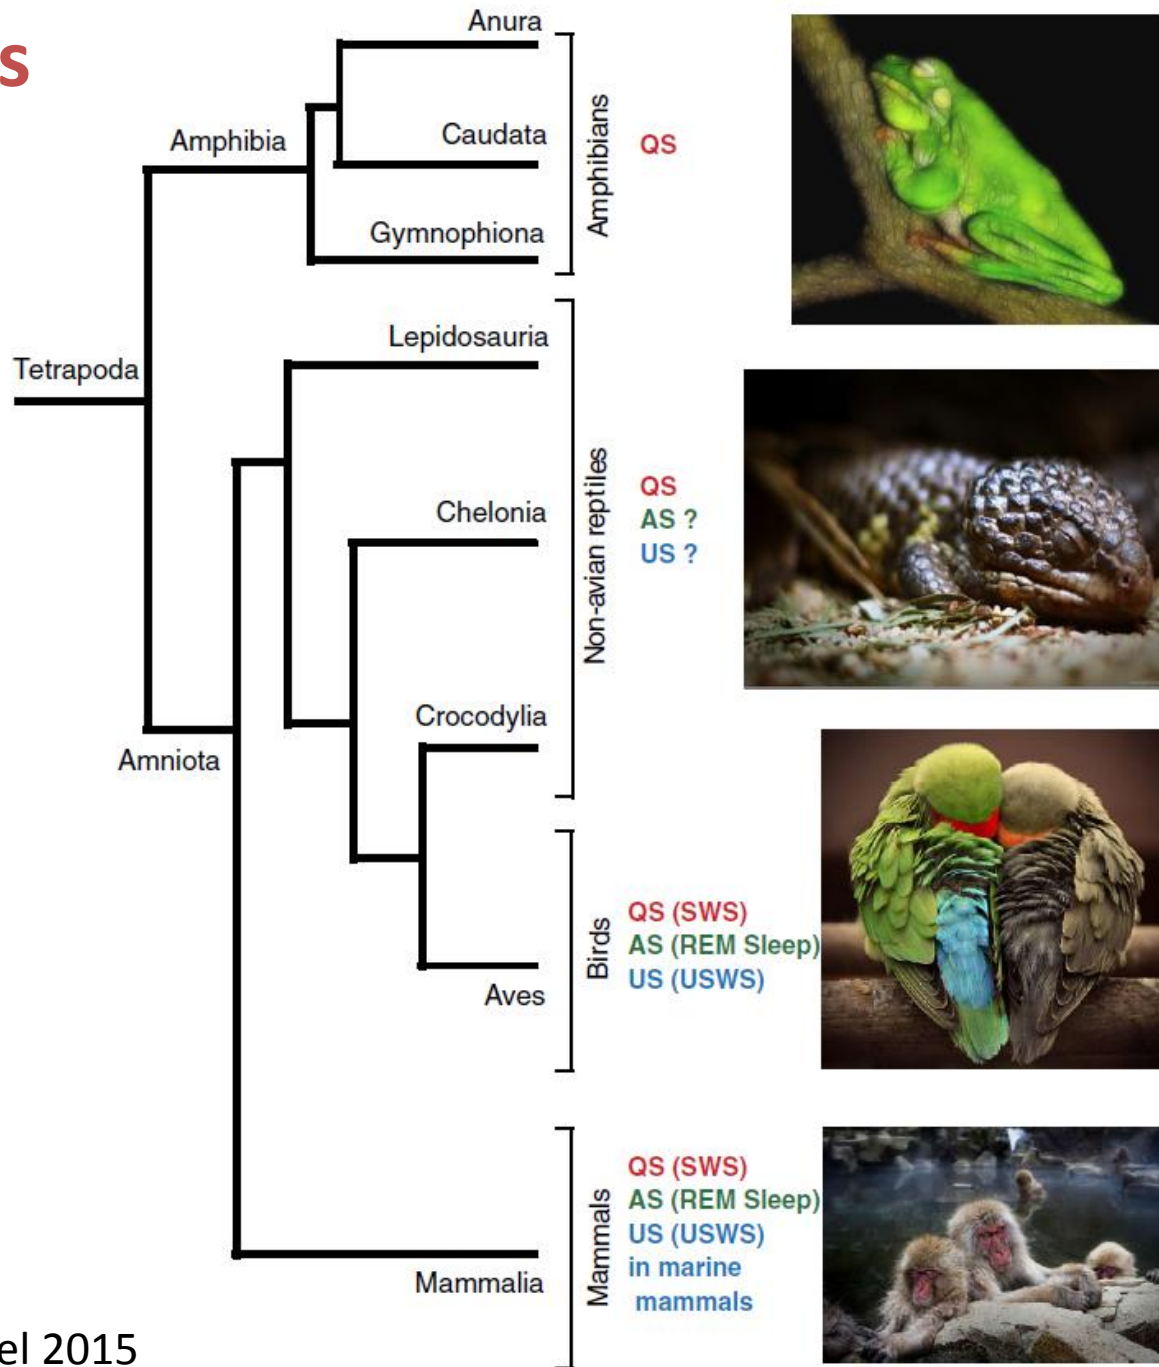 s
Anura
Caudata
Amphibia
Gymnophiona
Amphibians
QS
Tetrapoda
Lepidosauria
Chelonia
Crocodylia
Non-avian reptiles
QS
AS ?
US ?
Amniota
Aves
Birds
QS (SWS)
AS (REM Sleep)
US (USWS)
Mammalia
Mammals
QS (SWS)
AS (REM Sleep)
US (USWS)
in marine
mammals
el 2015